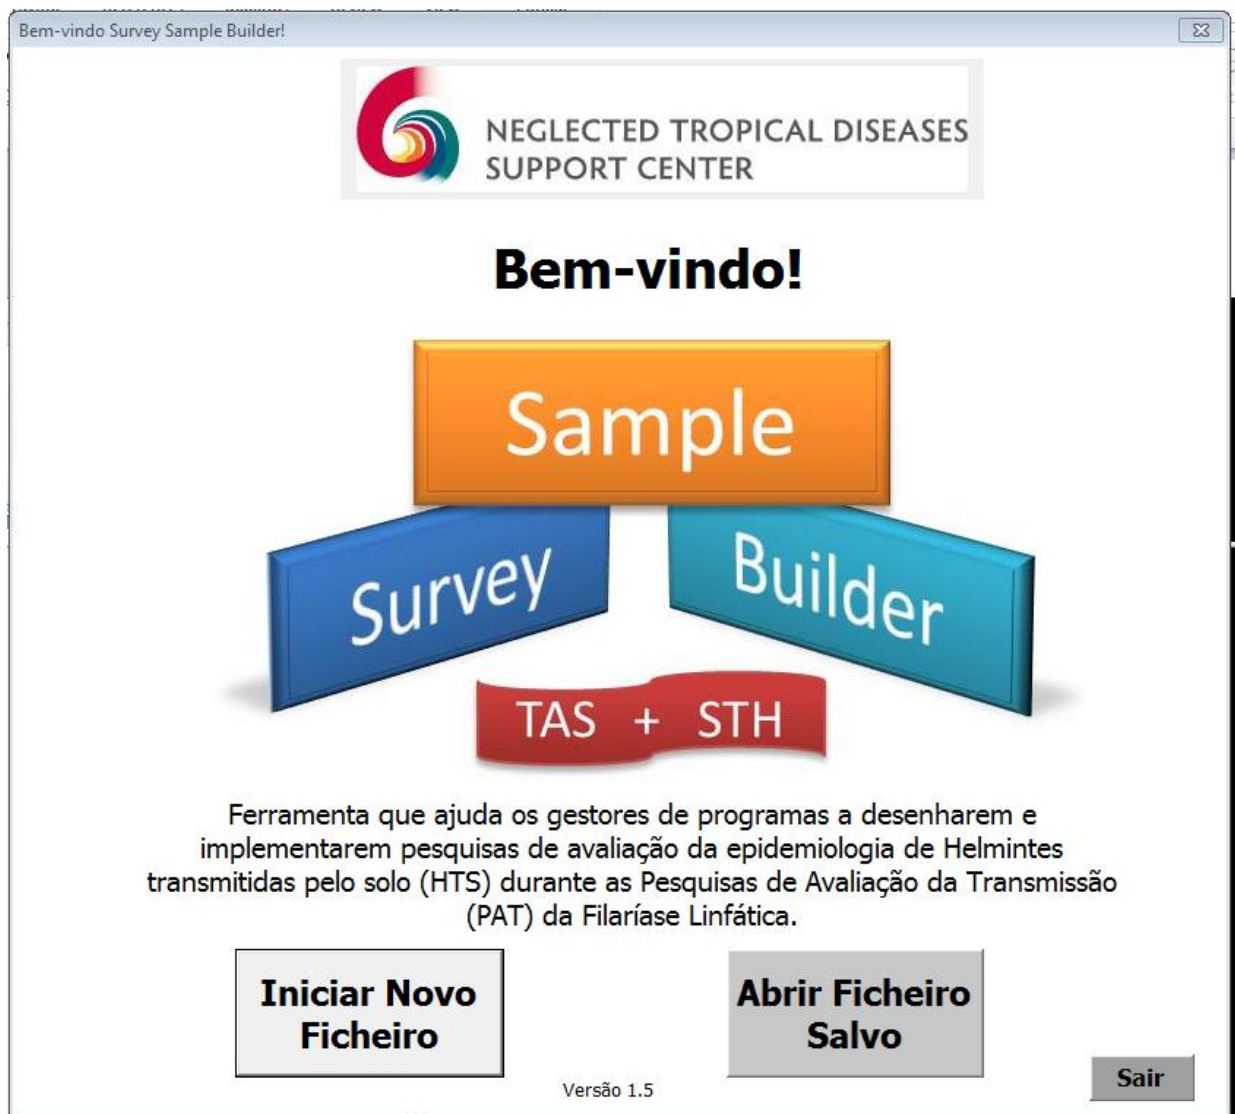 Bem-vindo Survey Sample Builder!
NEGLECTED TROPICAL DISEASES
SUPPORT CENTER
Bem-vindo!
Sample
Survey
Builder
TAS + STH
Ferramenta que ajuda os gestores de programas a desenharem e
implementarem pesquisas de avaliação da epidemiologia de Helmintes
transmitidas pelo solo (HTS) durante as Pesquisas de Avaliação da Transmissão
(PAT) da Filaríase Linfática.
Iniciar Novo
Ficheiro
Abrir Ficheiro
Salvo
Versão 1.5
Sair